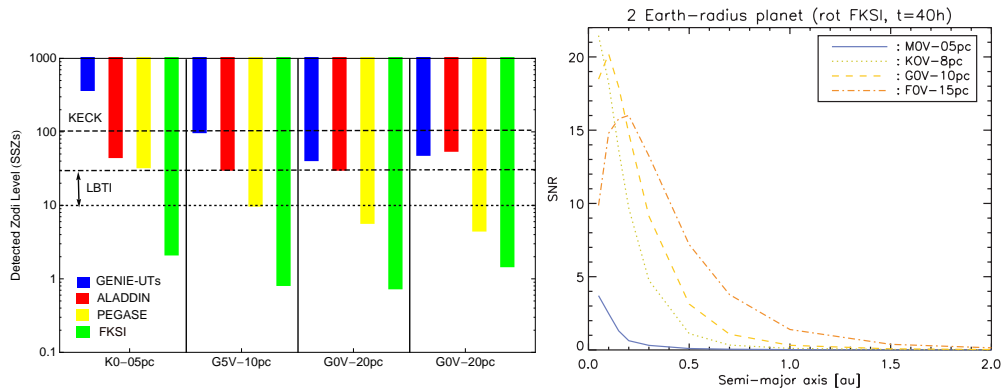 Detected Zodi Level (SSZs)
1000
100
10
1
0.1
KECK
LBTI
GENIE-UTs
ALADDIN
PEGASE
FKSI
K0-05pc
G5V-10pc
G0V-20pc
G0V-20pc
2 Earth-radius planet (rot FKSI, t=40h)
: M0V-05pc
: K0V-8pc
: G0V-10pc
: F0V-15pc
SNR
20
15
10
5
0
0.0
0.5
1.0
1.5
2.0
Semi-major axis [au]